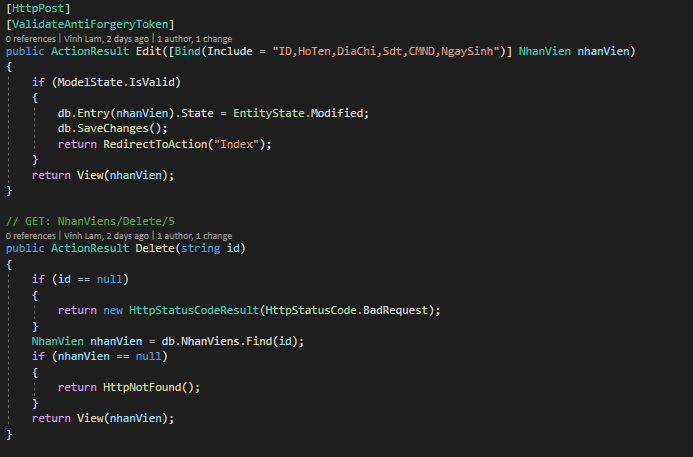 [HttpPost]
[ValidateAntiForgeryToken]
0 references | Vinh Lam, 2 days ago | 1 author, 1 change
public ActionResult Edit([Bind(Include = "ID,HoTen,DiaChi,Sdt,CMND,NgaySinh")] NhanVien nhanVien)
{
    if (ModelState.IsValid)
    {
        db.Entry(nhanVien).State = EntityState.Modified;
        db.SaveChanges();
        return RedirectToAction("Index");
    }
    return View(nhanVien);
}

// GET: NhanViens/Delete/5
0 references | Vinh Lam, 2 days ago | 1 author, 1 change
public ActionResult Delete(string id)
{
    if (id == null)
    {
        return new HttpStatusCodeResult(HttpStatusCode.BadRequest);
    }
    NhanVien nhanVien = db.NhanViens.Find(id);
    if (nhanVien == null)
    {
        return HttpNotFound();
    }
    return View(nhanVien);
}